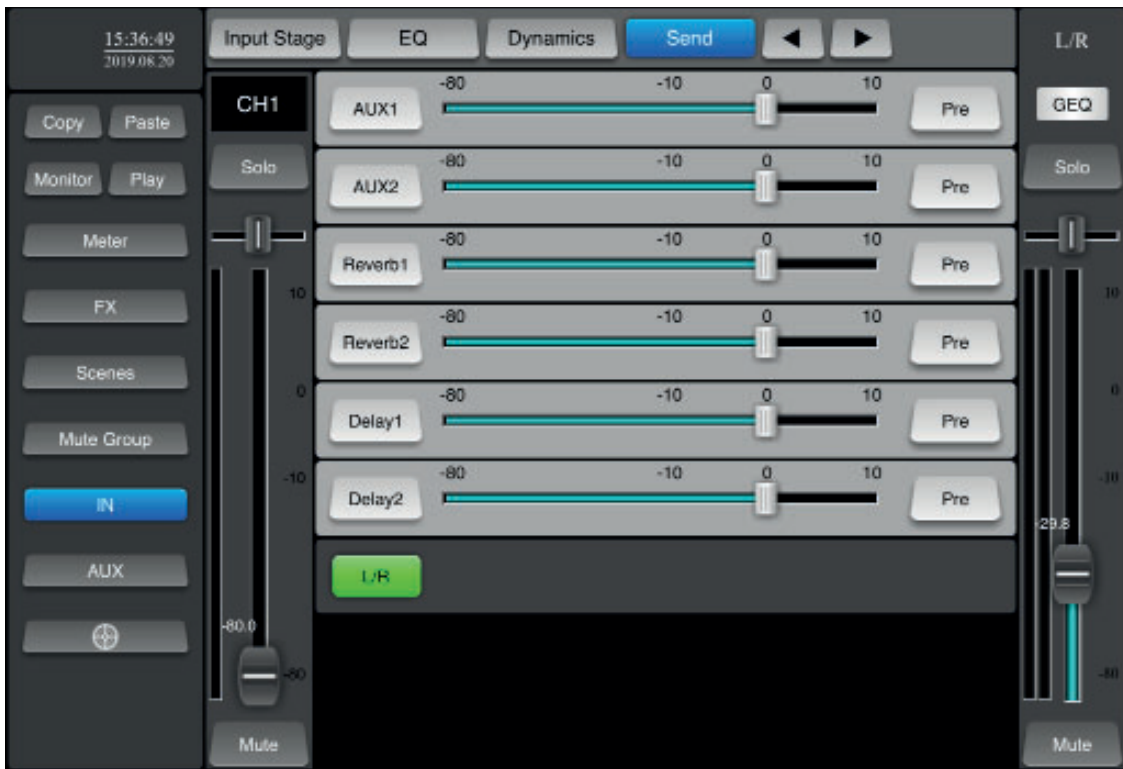 15:36:49
2019.08.20
Copy Paste
Monitor Play
Meter
FX
Scenes
Mute Group
IN
AUX
Input Stage EQ Dynamics Send
CH1
Solo
10
0
-10
-80.0
-80
Mute
-80 -10 0 10
AUX1 Pre
-80 -10 0 10
AUX2 Pre
-80 -10 0 10
Reverb1 Pre
-80 -10 0 10
Reverb2 Pre
-80 -10 0 10
Delay1 Pre
-80 -10 0 10
Delay2 Pre
L/R
L/R
GEQ
Solo
10
0
-10
-29.8
-80
Mute